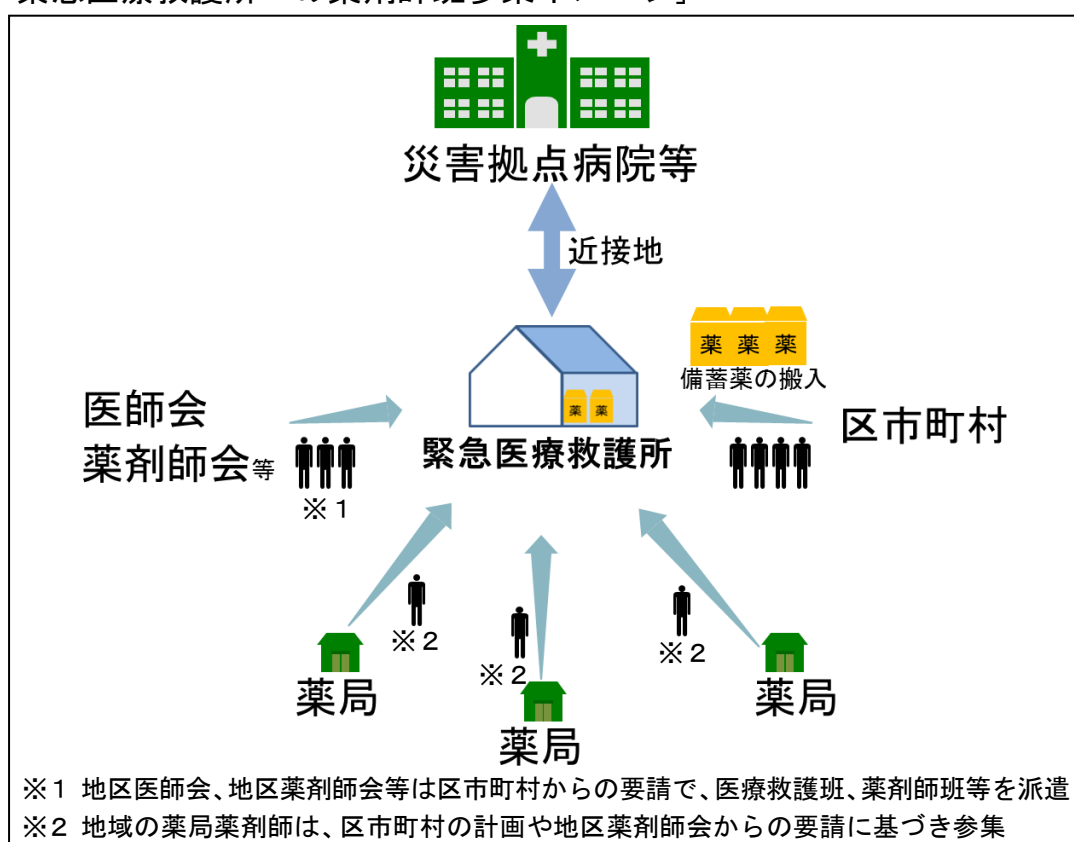 災害拠点病院等
近接地
薬 薬 薬
備蓄薬の搬入
医師会
薬剤師会等
※1
薬 薬
緊急医療救護所
区市町村
※2
※2
※2
薬局
薬局
薬局
※1 地区医師会、地区薬剤師会等は区市町村からの要請で、医療救護班、薬剤師班等を派遣
※2 地域の薬局薬剤師は、区市町村の計画や地区薬剤師会からの要請に基づき参集